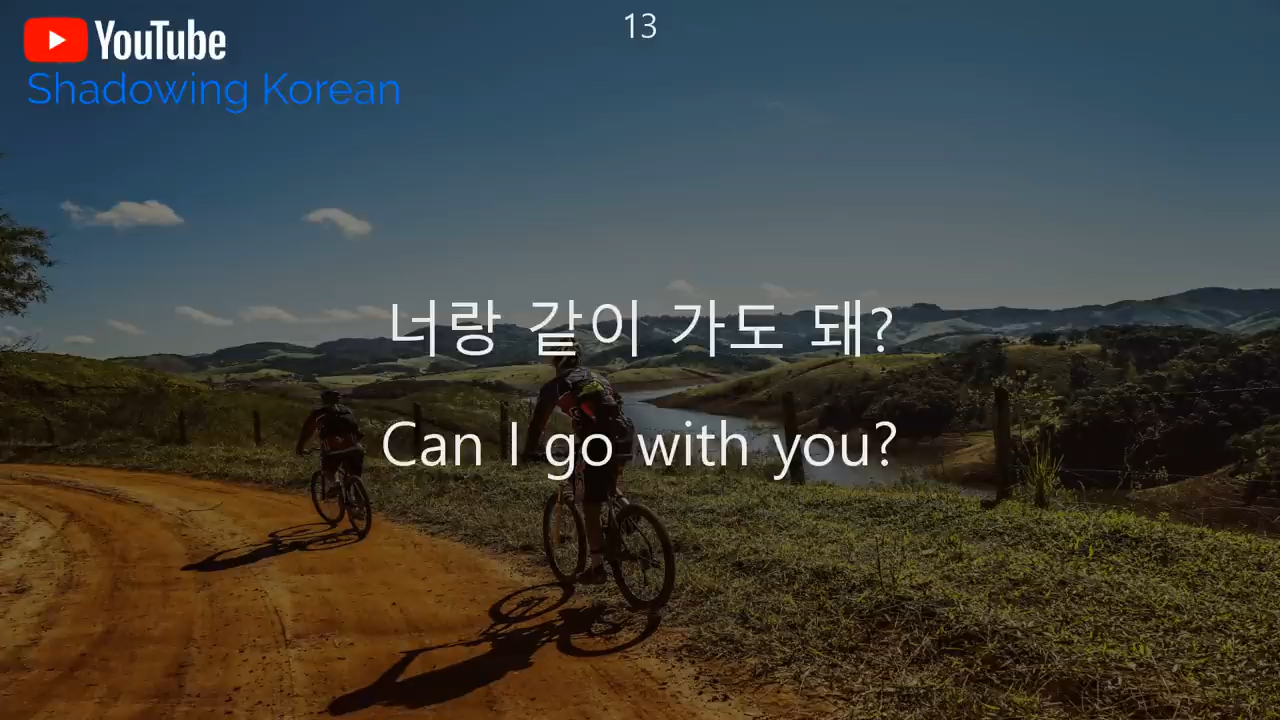 13
YouTube
Shadowing Korean
너랑 같이 가도 돼?
Can I go with you?